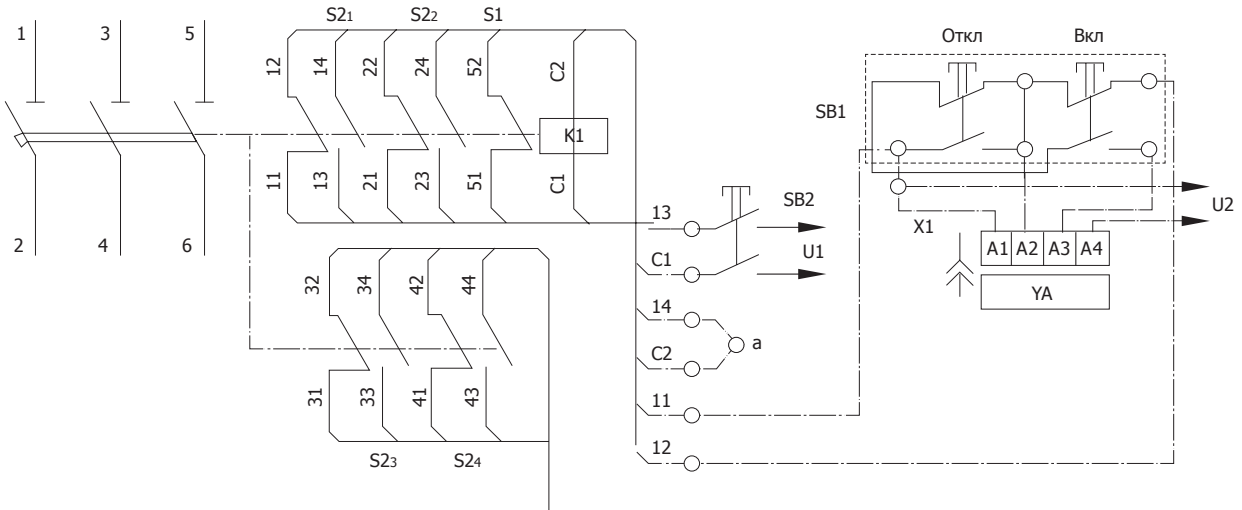 1 3 5
S2₁ S2₂ S1
12 14 22 24 52 C2
K1
11 13 21 23 51 C1
2 4 6
32 34 42 44
31 33 41 43
S2₃ S2₄
13
SB2
C1
U1
14
a
C2
11
12
Откл Вкл
SB1
U2
X1
A1 A2 A3 A4
YA